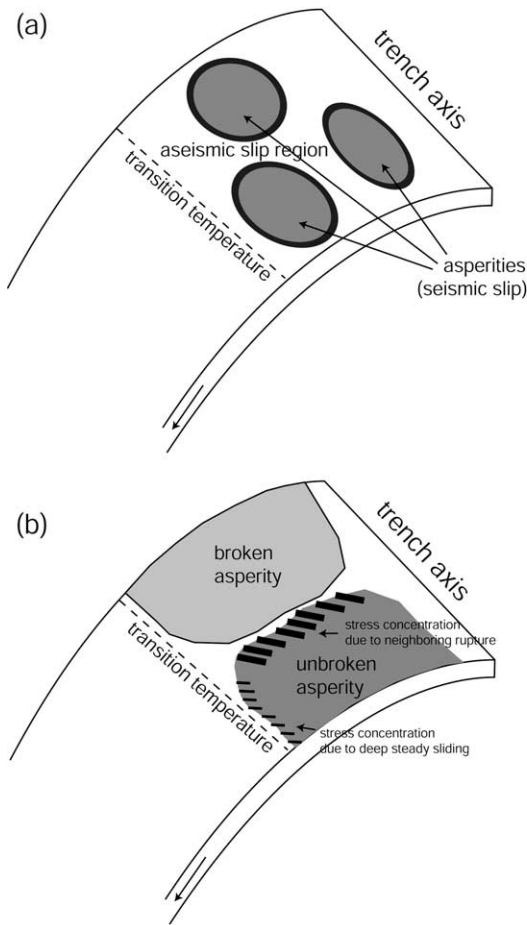 (a)
trench axis
aseismic slip region
transition temperature
asperities
(seismic slip)
(b)
trench axis
broken
asperity
stress concentration
due to neighboring rupture
unbroken
asperity
transition temperature
stress concentration
due to deep steady sliding